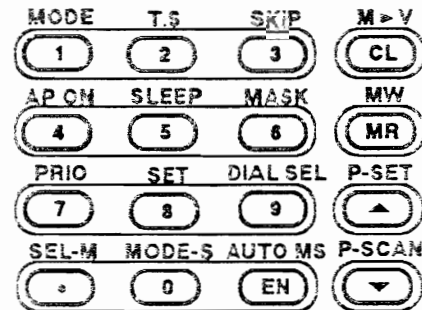 MODE T.S SKIP M►V
1 2 3 CL
AP ON SLEEP MASK MW
4 5 6 MR
PRIO SET DIAL SEL P-SET
7 8 9 ▲
SEL-M MODE-S AUTO MS P-SCAN
• 0 EN ▼